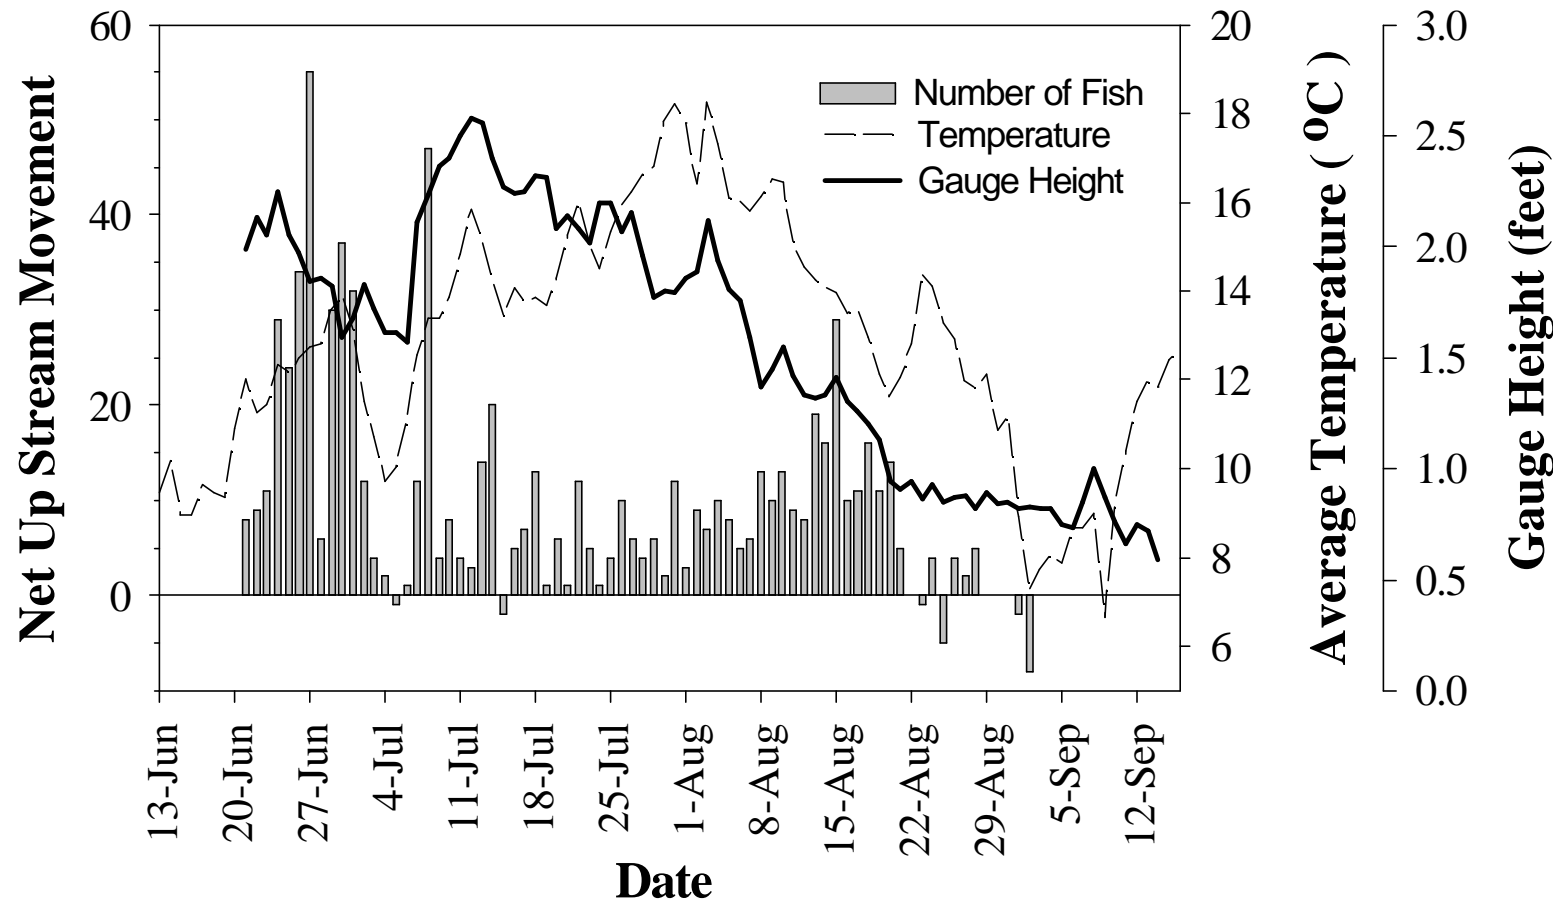 Net Up Stream Movement
60
40
20
0
Number of Fish
Temperature
Gauge Height
20
18
16
14
12
10
8
6
Average Temperature ( °C )
3.0
2.5
2.0
1.5
1.0
0.5
0.0
Gauge Height (feet)
13-Jun
20-Jun
27-Jun
4-Jul
11-Jul
18-Jul
25-Jul
1-Aug
8-Aug
15-Aug
22-Aug
29-Aug
5-Sep
12-Sep
Date